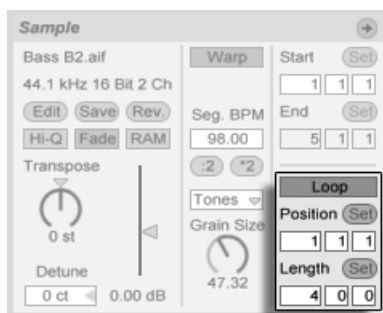 Sample
Bass B2.aif
44.1 kHz 16 Bit 2 Ch
Edit Save Rev.
Hi-Q Fade RAM
Transpose
0 st
Detune
0 ct 0.00 dB
Warp
Seg. BPM
98.00
:2 *2
Tones
Grain Size
47.32
Start Set
1 1 1
End Set
5 1 1
Loop
Position Set
1 1 1
Length Set
4 0 0